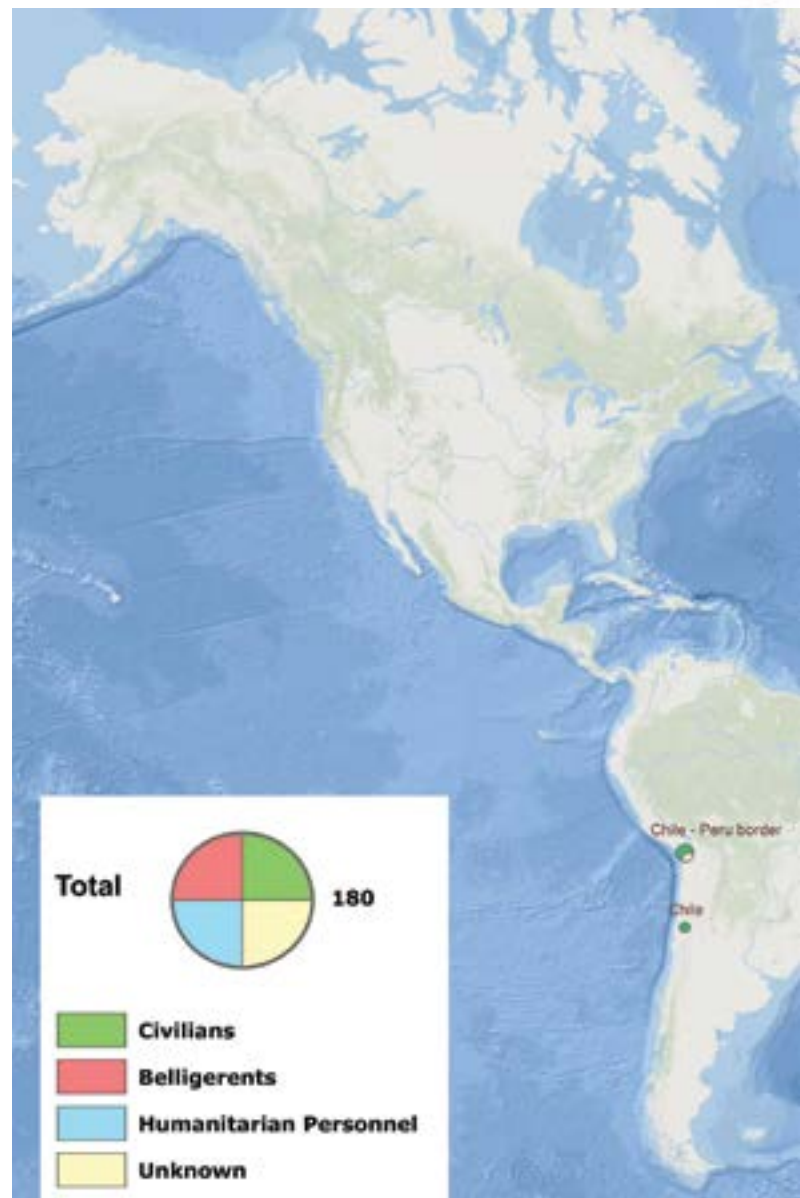 Chile - Peru border
Chile
Total
180
Civilians
Belligerents
Humanitarian Personnel
Unknown